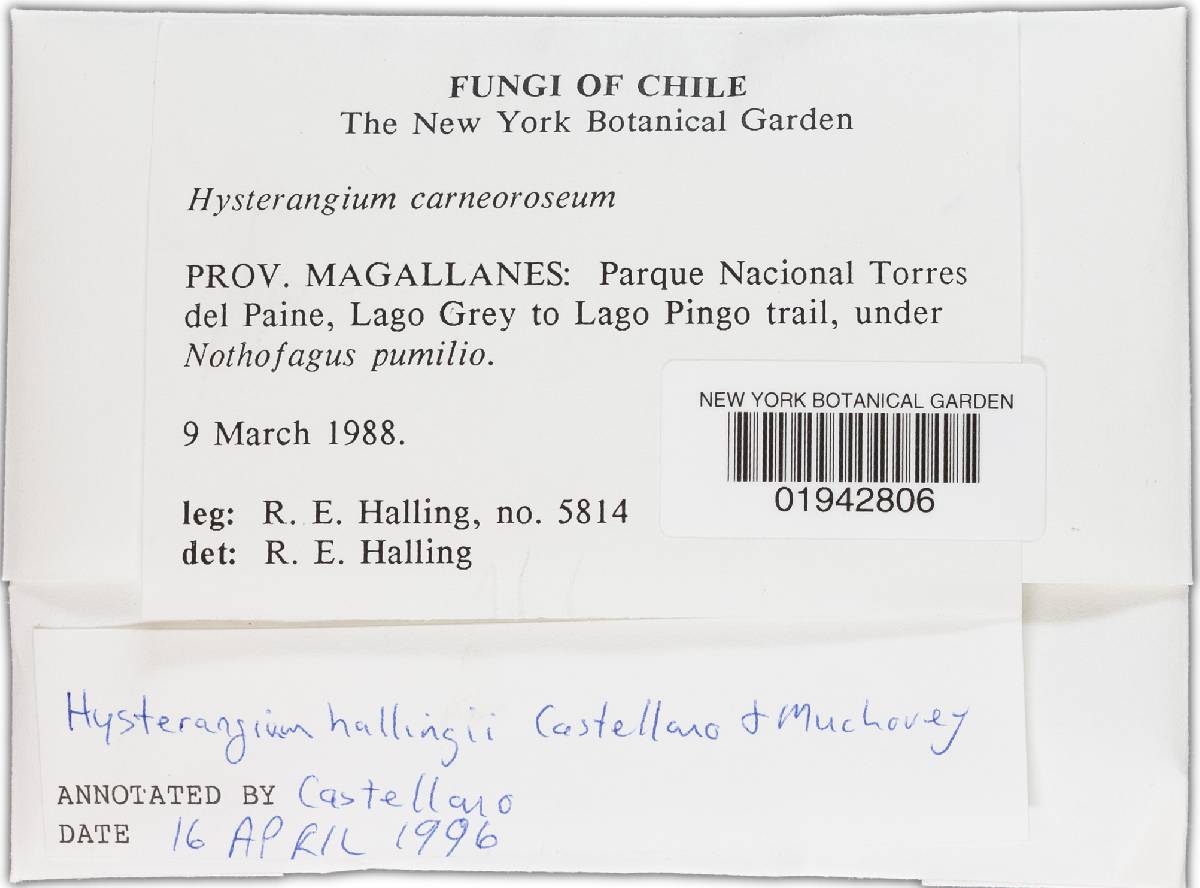 FUNGI OF CHILE
The New York Botanical Garden
Hysterangium carneoroseum
PROV. MAGALLANES: Parque Nacional Torres
del Paine, Lago Grey to Lago Pingo trail, under
Nothofagus pumilio.
9 March 1988.
leg: R. E. Halling, no. 5814
det: R. E. Halling
NEW YORK BOTANICAL GARDEN
01942806
Hysterangium hallingii Castellano & Muchovey
ANNOTATED BY Castellano
DATE 16 APRIL 1996